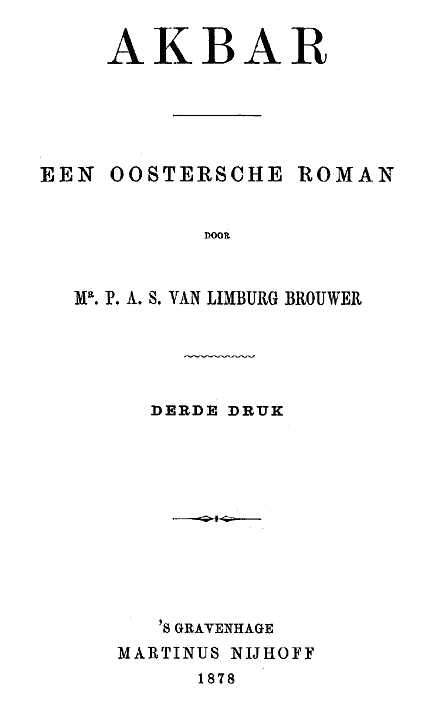 AKBAR
EEN OOSTERSCHE ROMAN
DOOR
Mᴿ. P. A. S. VAN LIMBURG BROUWER
DERDE DRUK
'S GRAVENHAGE
MARTINUS NIJHOFF
1878